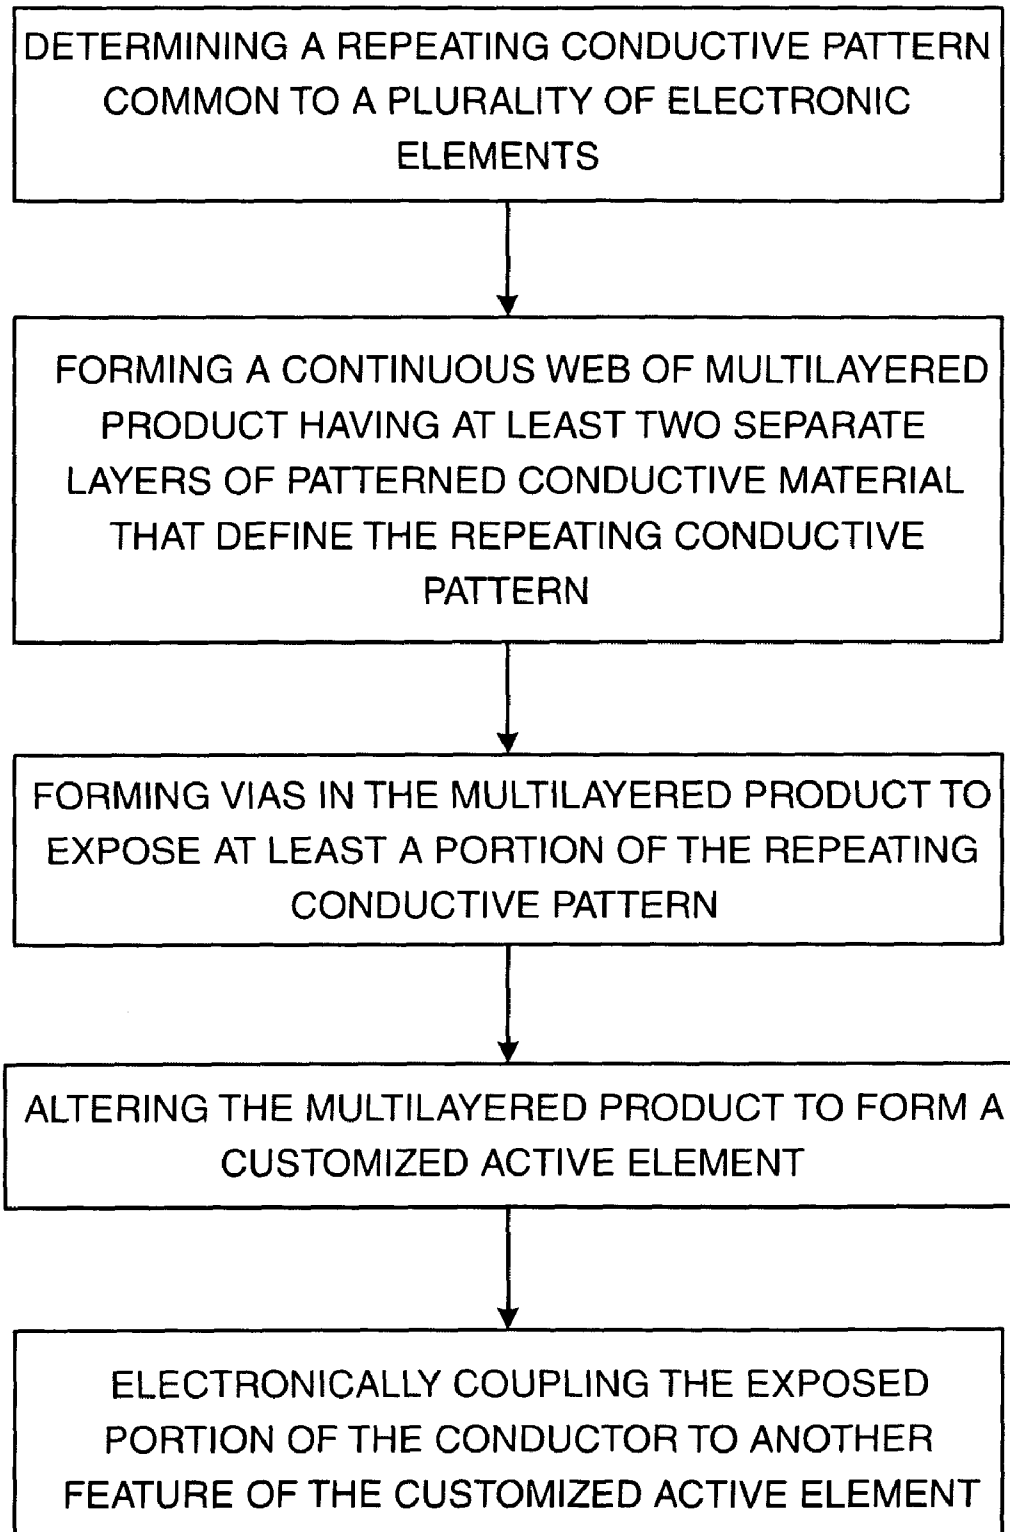 DETERMINING A REPEATING CONDUCTIVE PATTERN
COMMON TO A PLURALITY OF ELECTRONIC
ELEMENTS
FORMING A CONTINUOUS WEB OF MULTILAYERED
PRODUCT HAVING AT LEAST TWO SEPARATE
LAYERS OF PATTERNED CONDUCTIVE MATERIAL
THAT DEFINE THE REPEATING CONDUCTIVE
PATTERN
FORMING VIAS IN THE MULTILAYERED PRODUCT TO
EXPOSE AT LEAST A PORTION OF THE REPEATING
CONDUCTIVE PATTERN
ALTERING THE MULTILAYERED PRODUCT TO FORM A
CUSTOMIZED ACTIVE ELEMENT
ELECTRONICALLY COUPLING THE EXPOSED
PORTION OF THE CONDUCTOR TO ANOTHER
FEATURE OF THE CUSTOMIZED ACTIVE ELEMENT